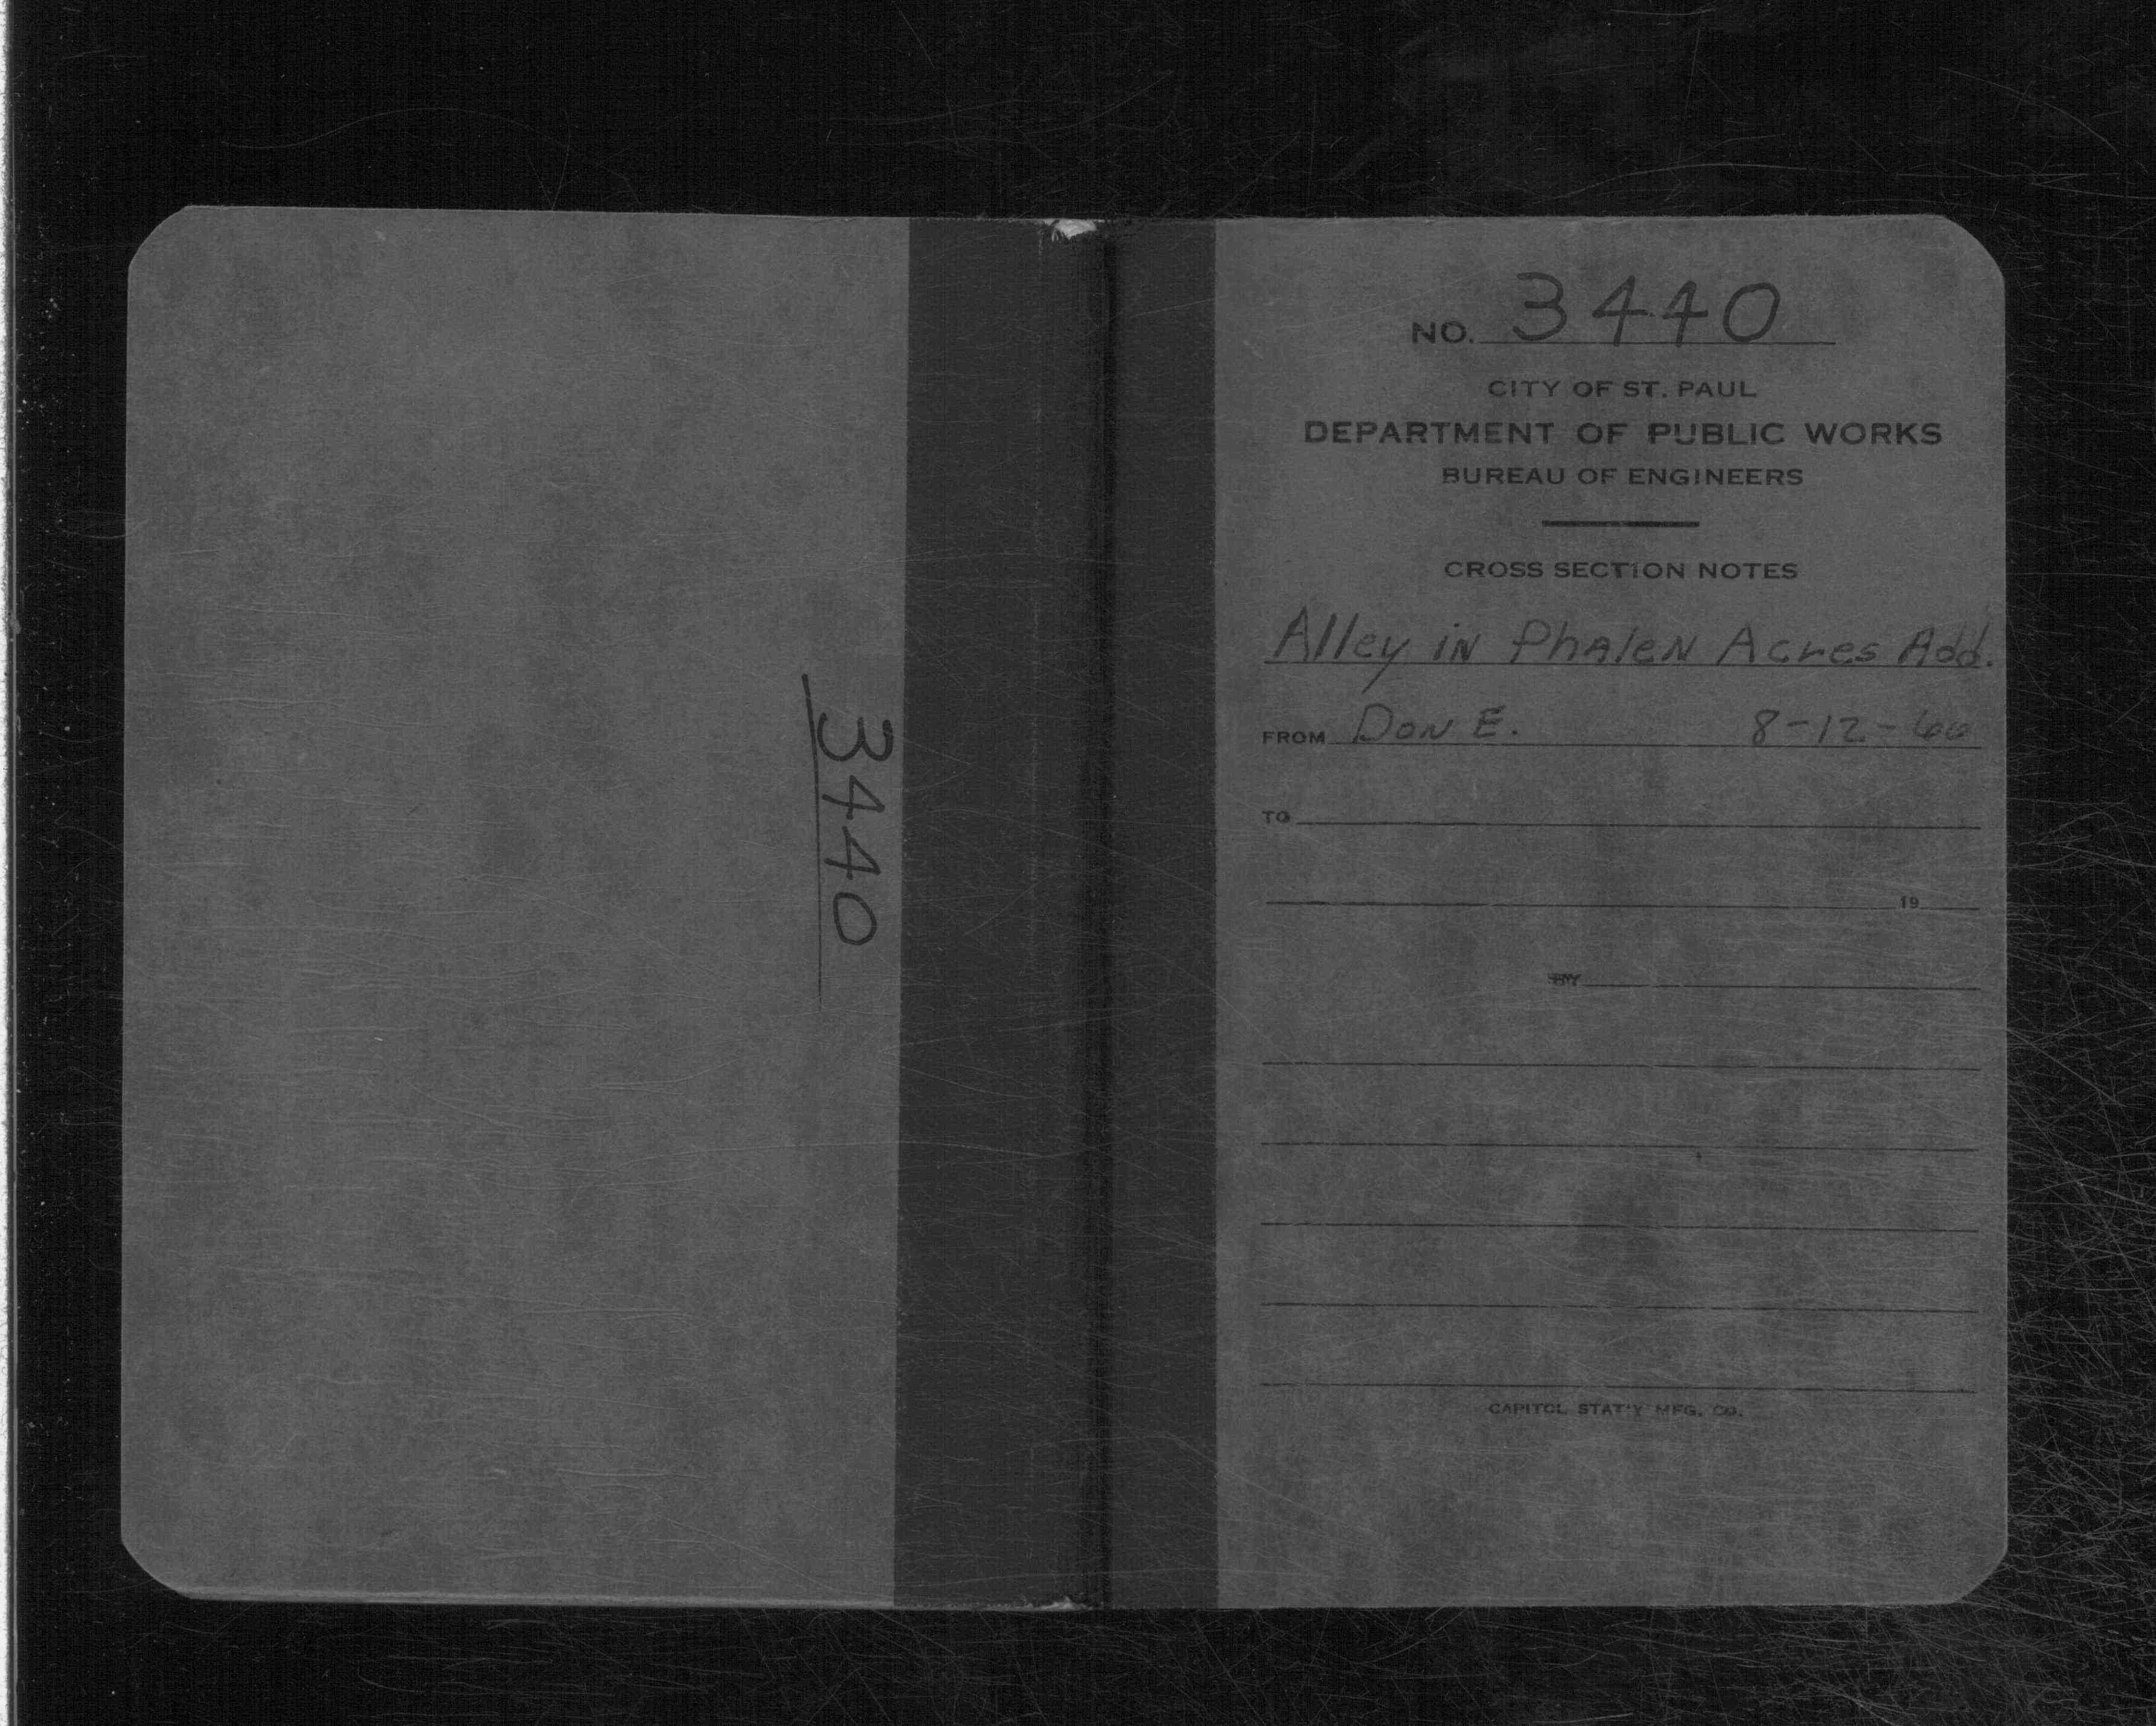 3440
NO. 3440
CITY OF ST. PAUL
DEPARTMENT OF PUBLIC WORKS
BUREAU OF ENGINEERS
CROSS SECTION NOTES
Alley in Phalen Acres Add.
FROM Don E. 8-12-66
TO
19
BY
CAPITOL STAT'Y MFG. CO.